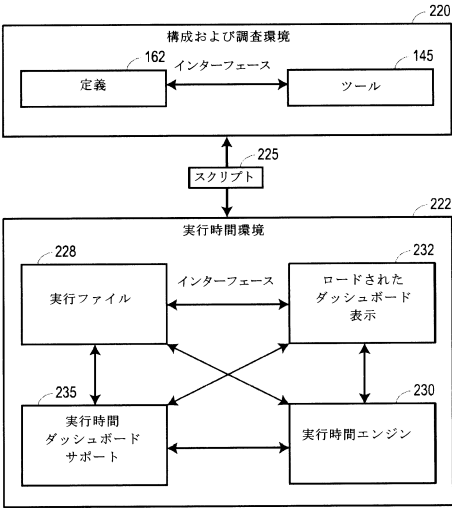 220
構成および調査環境
162
インターフェース
145
定義
ツール
225
スクリプト
222
実行時間環境
228
232
実行ファイル
インターフェース
ロードされた
ダッシュボード
表示
235
230
実行時間
ダッシュボード
サポート
実行時間エンジン